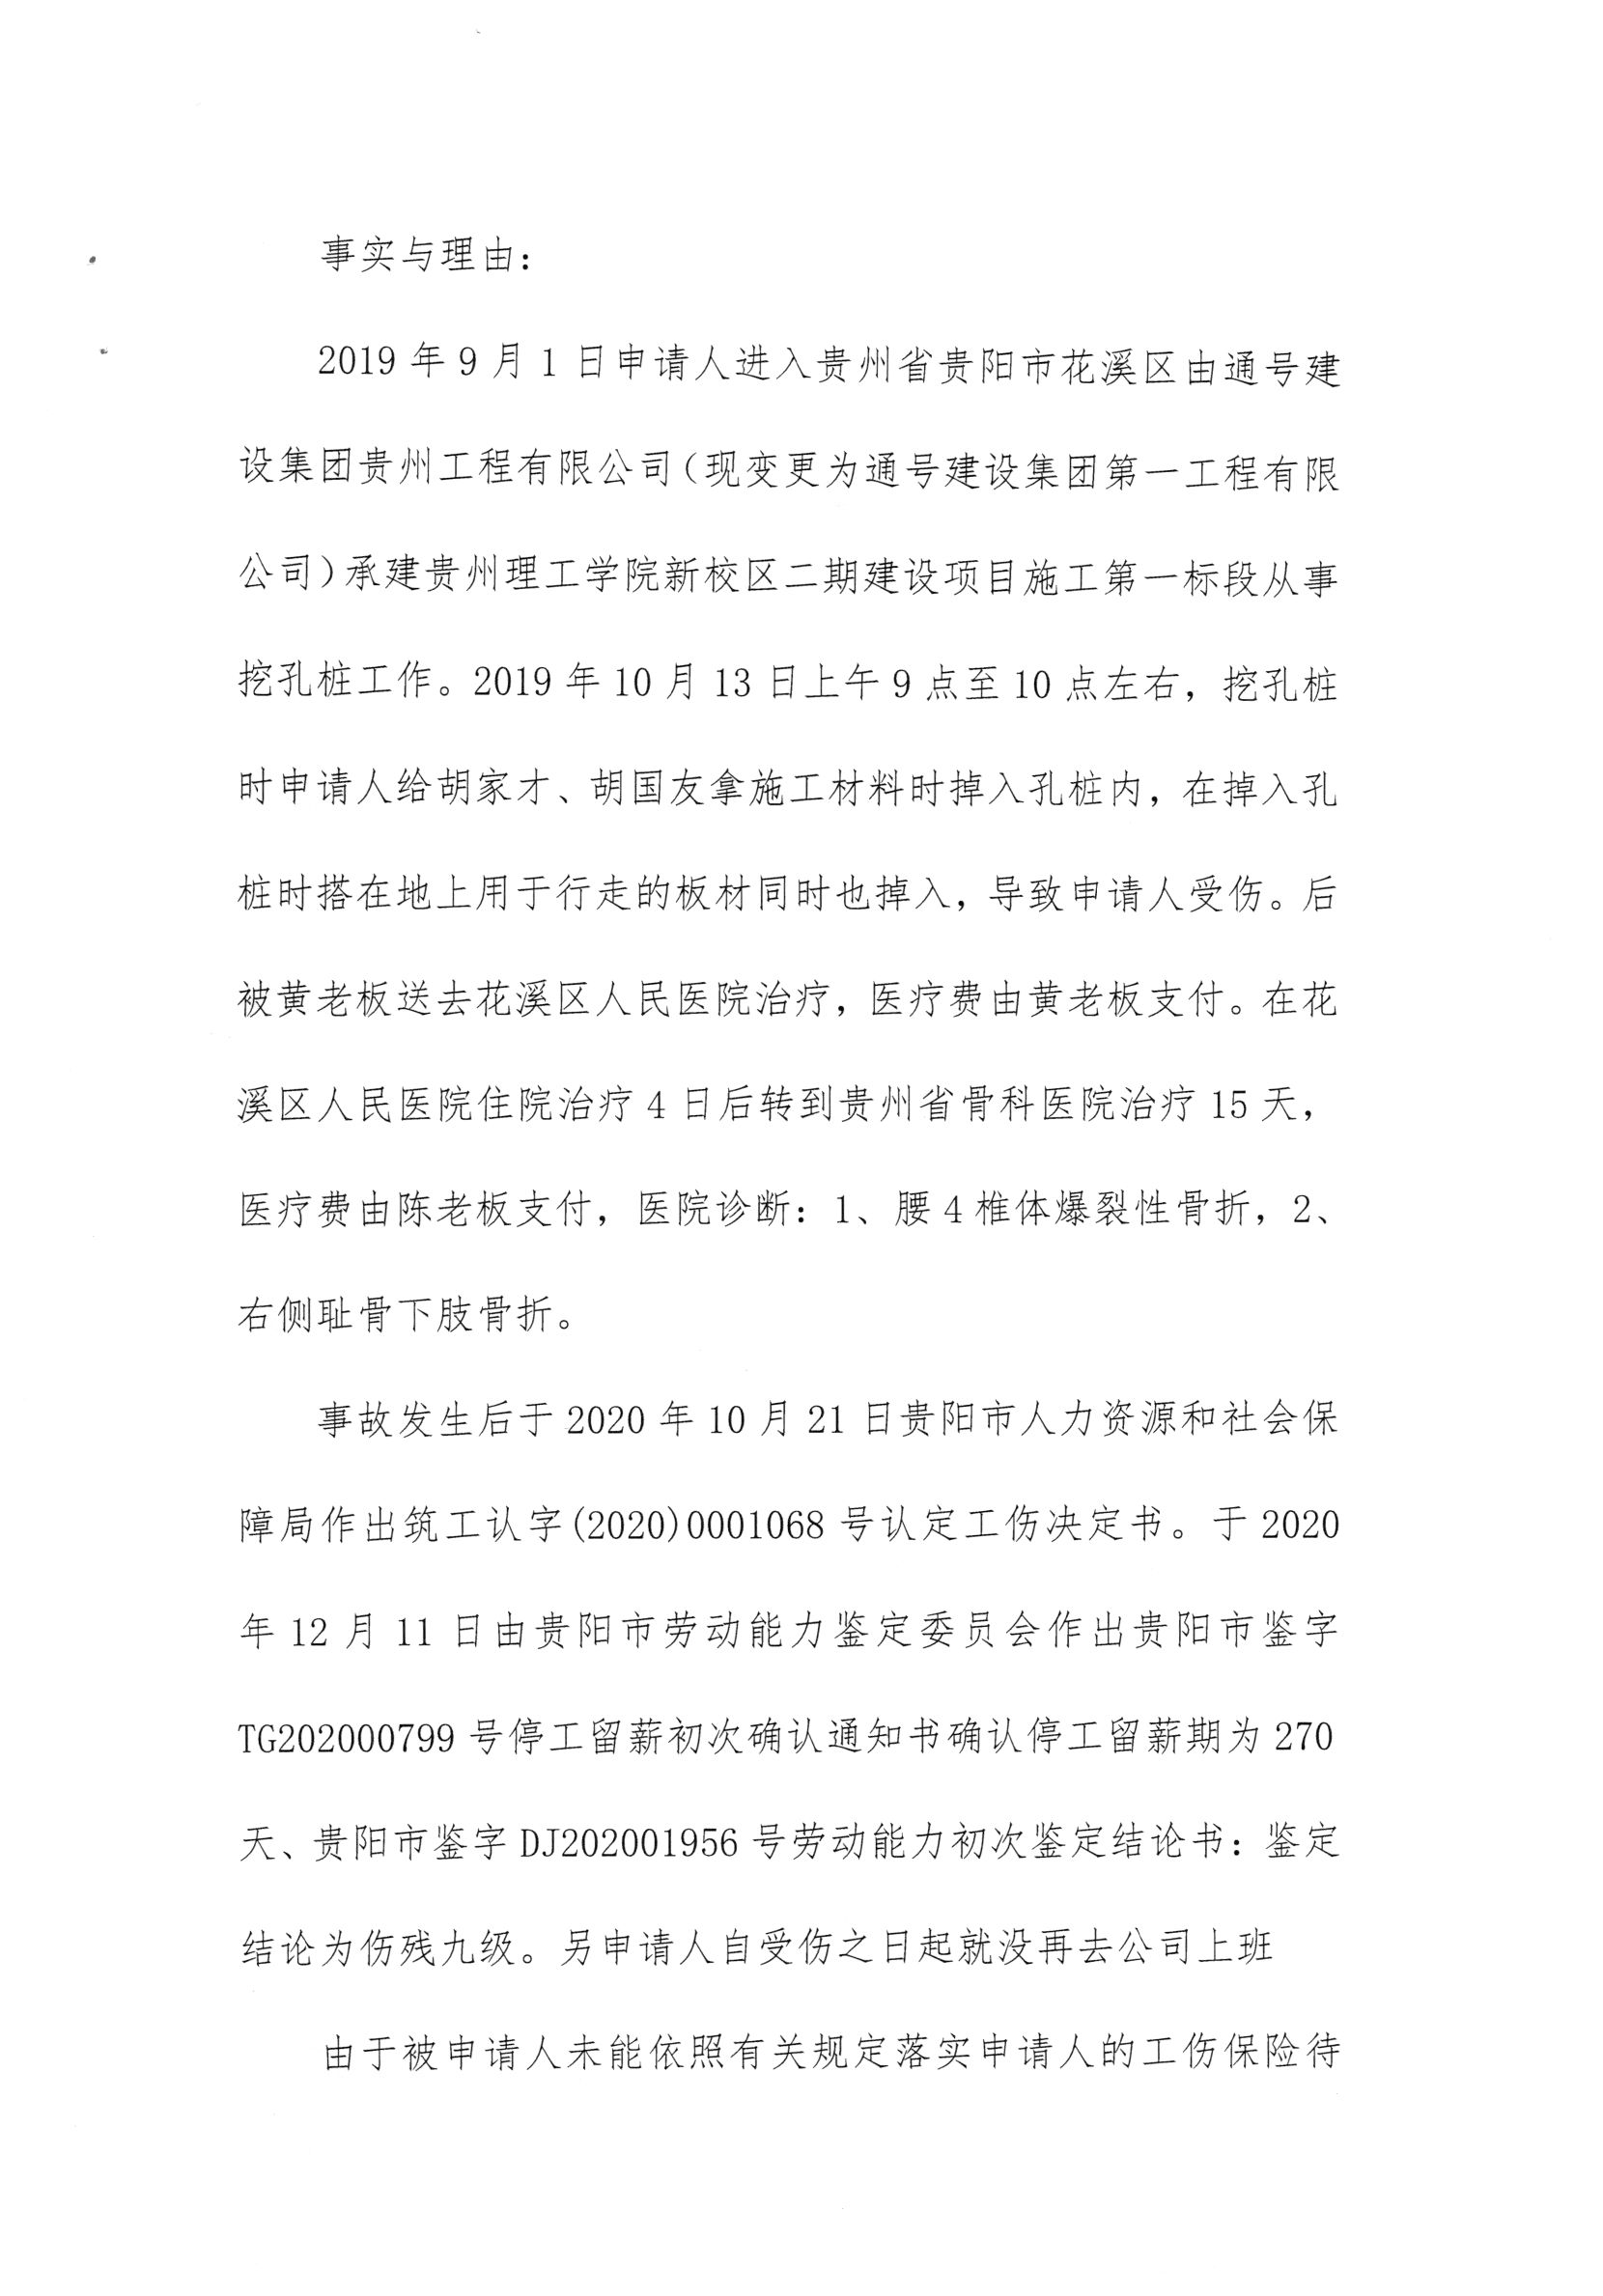 事实与理由：
2019年9月1日申请人进入贵州省贵阳市花溪区由通号建
设集团贵州工程有限公司（现变更为通号建设集团第一工程有限
公司）承建贵州理工学院新校区二期建设项目施工第一标段从事
挖孔桩工作。2019年10月13日上午9点至10点左右，挖孔桩
时申请人给胡家才、胡国友拿施工材料时掉入孔桩内，在掉入孔
桩时搭在地上用于行走的板材同时也掉入，导致申请人受伤。后
被黄老板送去花溪区人民医院治疗，医疗费由黄老板支付。在花
溪区人民医院住院治疗4日后转到贵州省骨科医院治疗15天，
医疗费由陈老板支付，医院诊断：1、腰4椎体爆裂性骨折，2、
右侧耻骨下肢骨折。
事故发生后于2020年10月21日贵阳市人力资源和社会保
障局作出筑工认字(2020)0001068号认定工伤决定书。于2020
年12月11日由贵阳市劳动能力鉴定委员会作出贵阳市鉴字
TG202000799号停工留薪初次确认通知书确认停工留薪期为270
天、贵阳市鉴字DJ202001956号劳动能力初次鉴定结论书：鉴定
结论为伤残九级。另申请人自受伤之日起就没再去公司上班
由于被申请人未能依照有关规定落实申请人的工伤保险待